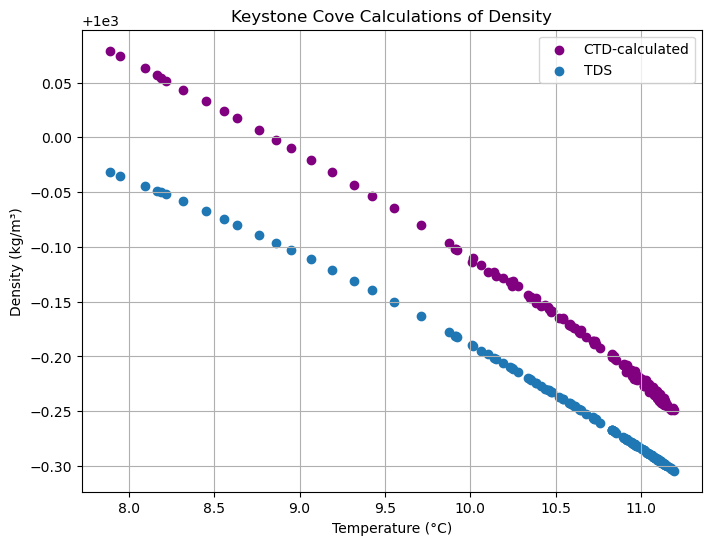 Keystone Cove Calculations of Density
+1e3
CTD-calculated
TDS
0.05
0.00
−0.05
−0.10
−0.15
−0.20
−0.25
−0.30
Density (kg/m³)
8.0 8.5 9.0 9.5 10.0 10.5 11.0
Temperature (°C)